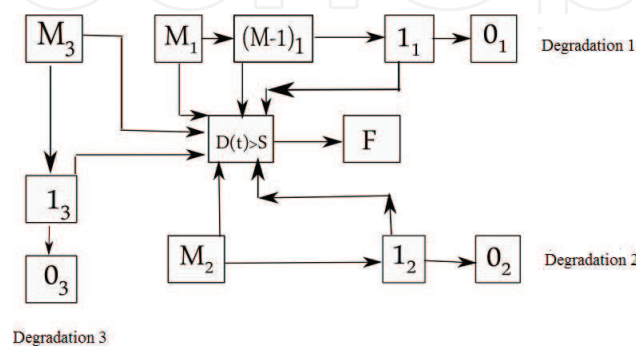 M₃ M₁ (M-1)₁ 1₁ 0₁ Degradation 1
D(t)>S F
1₃
M₂ 1₂ 0₂ Degradation 2
0₃
Degradation 3